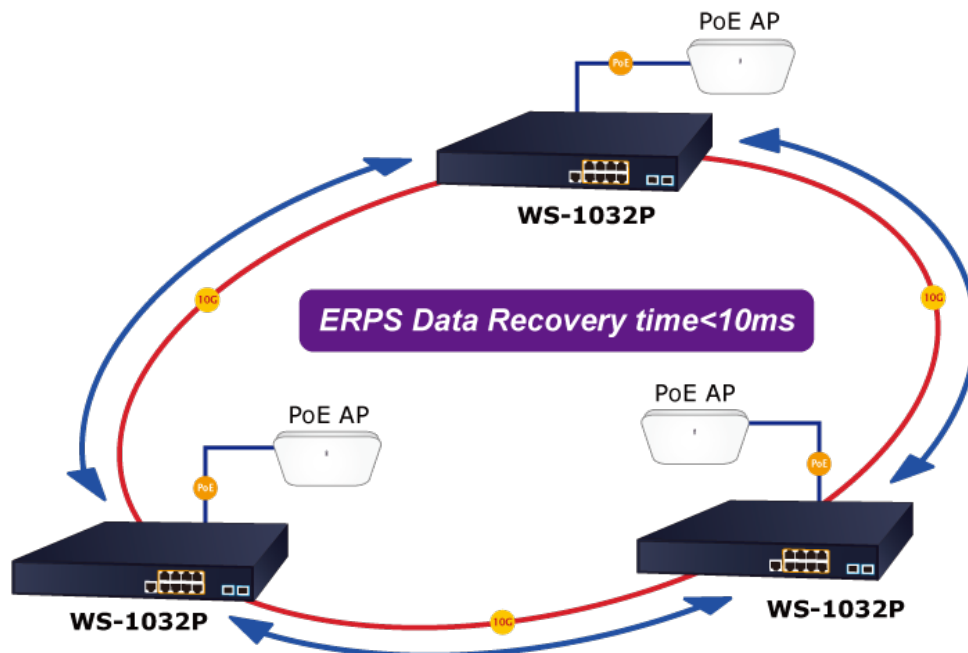 PoE AP
PoE
WS-1032P
10G
10G
ERPS Data Recovery time<10ms
PoE AP
PoE AP
PoE
PoE
WS-1032P
WS-1032P
10G